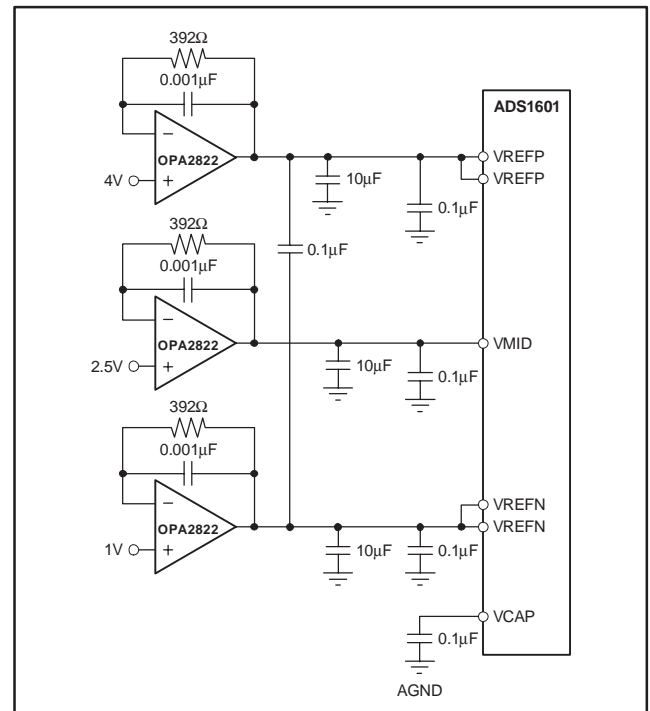 392Ω
0.001μF
ADS1601
OPA2822
VREFP
4V
10μF
VREFP
0.1μF
392Ω
0.1μF
0.001μF
OPA2822
VMID
2.5V
10μF
0.1μF
392Ω
0.001μF
VREFN
OPA2822
VREFN
1V
10μF
0.1μF
VCAP
0.1μF
AGND